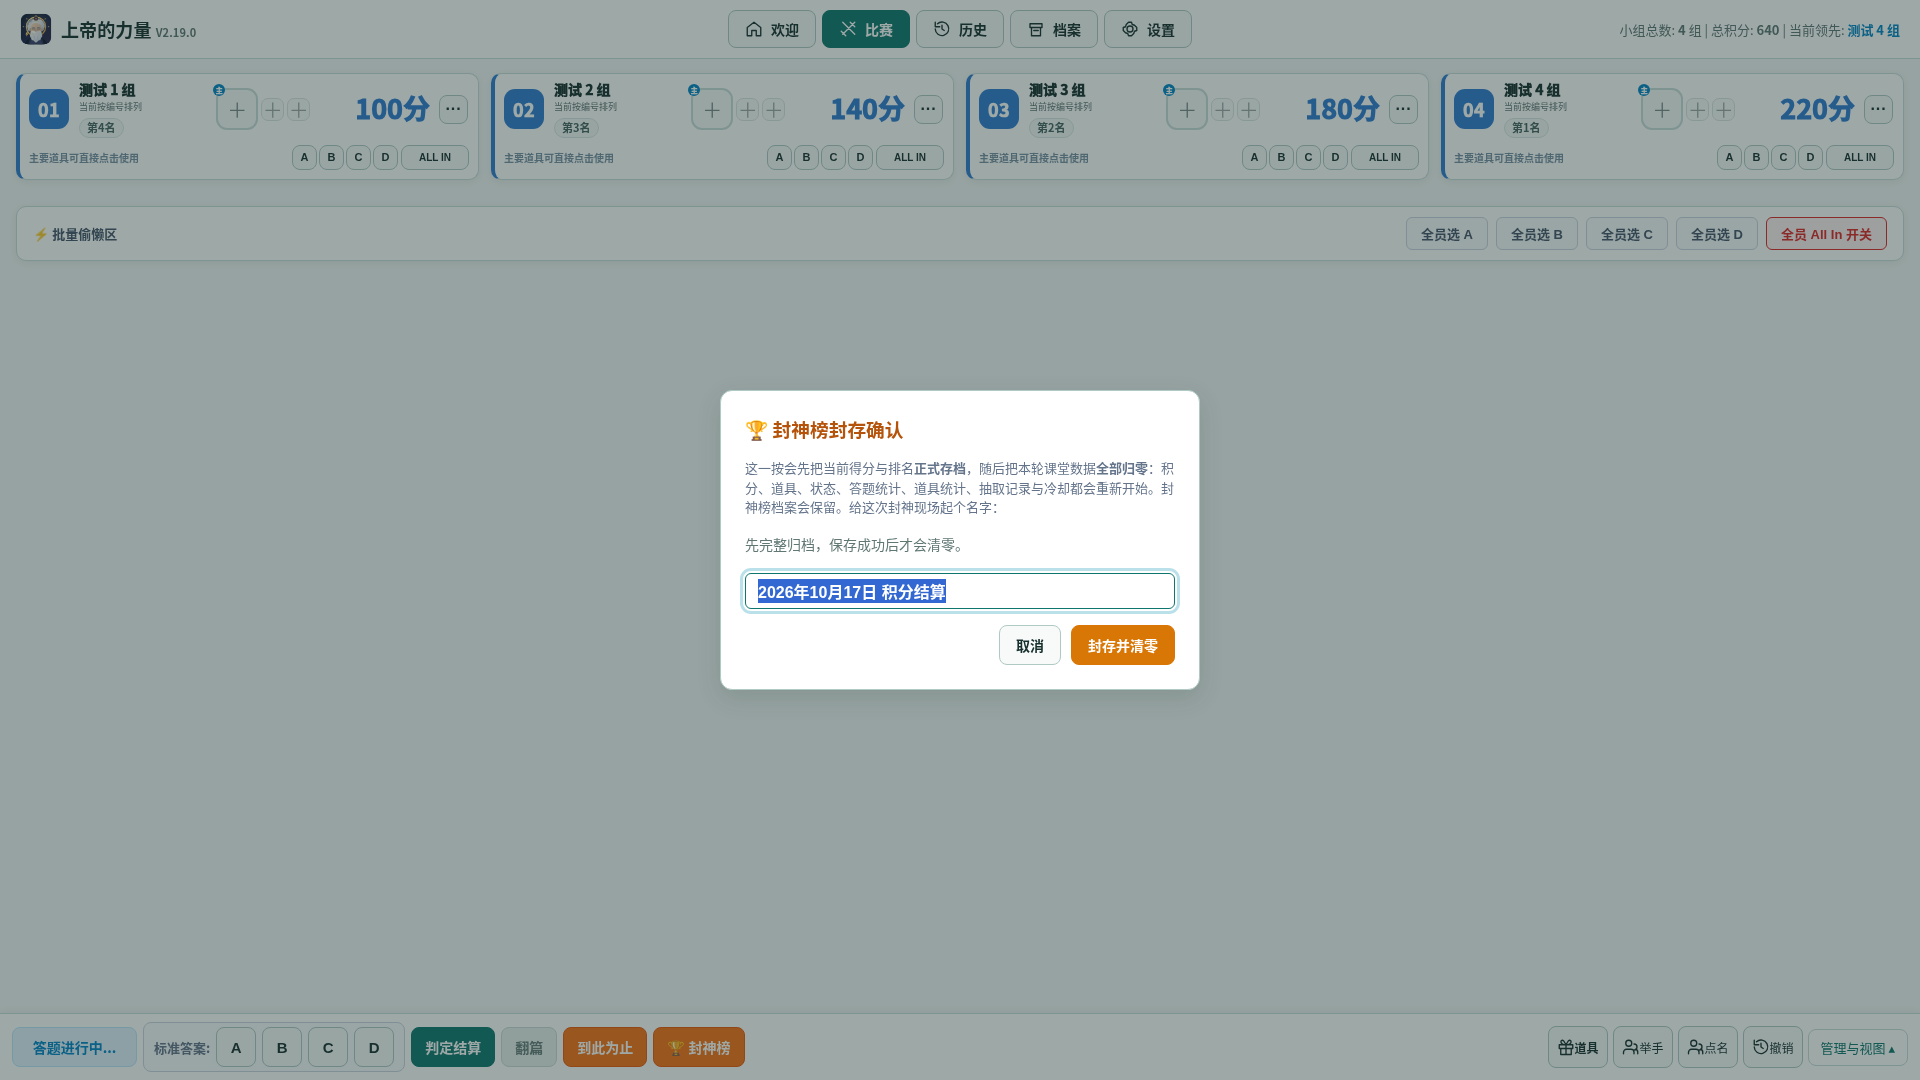 上帝的力量 V2.19.0
欢迎
比赛
历史
档案
设置
小组总数: 4 组 | 总积分: 640 | 当前领先: 测试 4 组
01
测试 1 组
当前按编号排列
第4名
主
100分
主要道具可直接点击使用
A
B
C
D
ALL IN
02
测试 2 组
当前按编号排列
第3名
主
140分
主要道具可直接点击使用
A
B
C
D
ALL IN
03
测试 3 组
当前按编号排列
第2名
主
180分
主要道具可直接点击使用
A
B
C
D
ALL IN
04
测试 4 组
当前按编号排列
第1名
主
220分
主要道具可直接点击使用
A
B
C
D
ALL IN
⚡ 批量偷懒区
全员选 A
全员选 B
全员选 C
全员选 D
全员 All In 开关
🏆 封神榜封存确认
这一按会先把当前得分与排名正式存档，随后把本轮课堂数据全部归零：积
分、道具、状态、答题统计、道具统计、抽取记录与冷却都会重新开始。封
神榜档案会保留。给这次封神现场起个名字：
先完整归档，保存成功后才会清零。
2026年10月17日 积分结算
取消
封存并清零
答题进行中...
标准答案:
A
B
C
D
判定结算
翻篇
到此为止
🏆 封神榜
道具
举手
点名
撤销
管理与视图 ▴